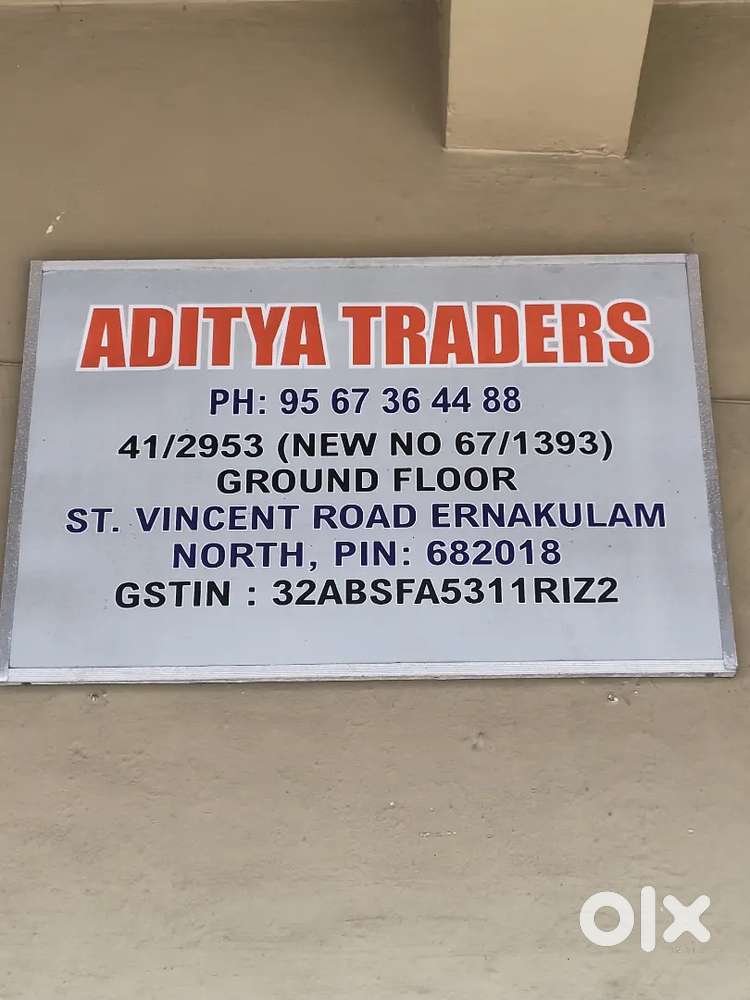 ADITYA TRADERS
PH: 95 67 36 44 88
41/2953 (NEW NO 67/1393)
GROUND FLOOR
ST. VINCENT ROAD ERNAKULAM
NORTH, PIN: 682018
GSTIN : 32ABSFA5311RIZ2
olx